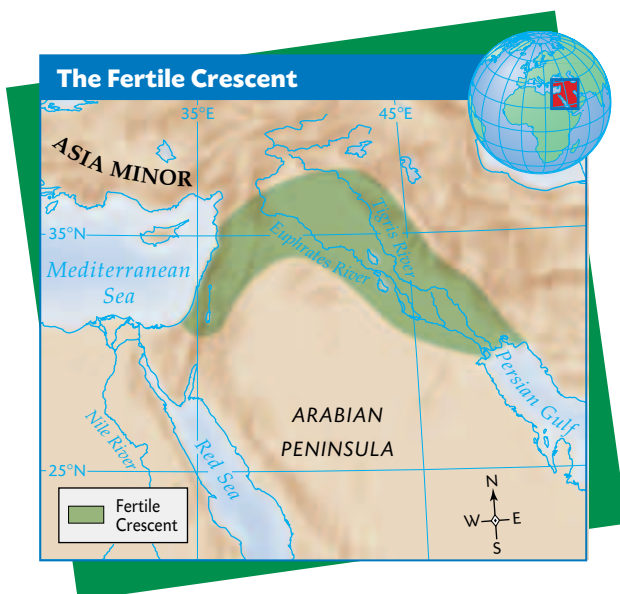 The Fertile Crescent
35°E
45°E
ASIA MINOR
35°N
Tigris River
Euphrates River
Mediterranean
Sea
Persian Gulf
ARABIAN
PENINSULA
Nile River
Red Sea
25°N
N
W E
S
Fertile
Crescent